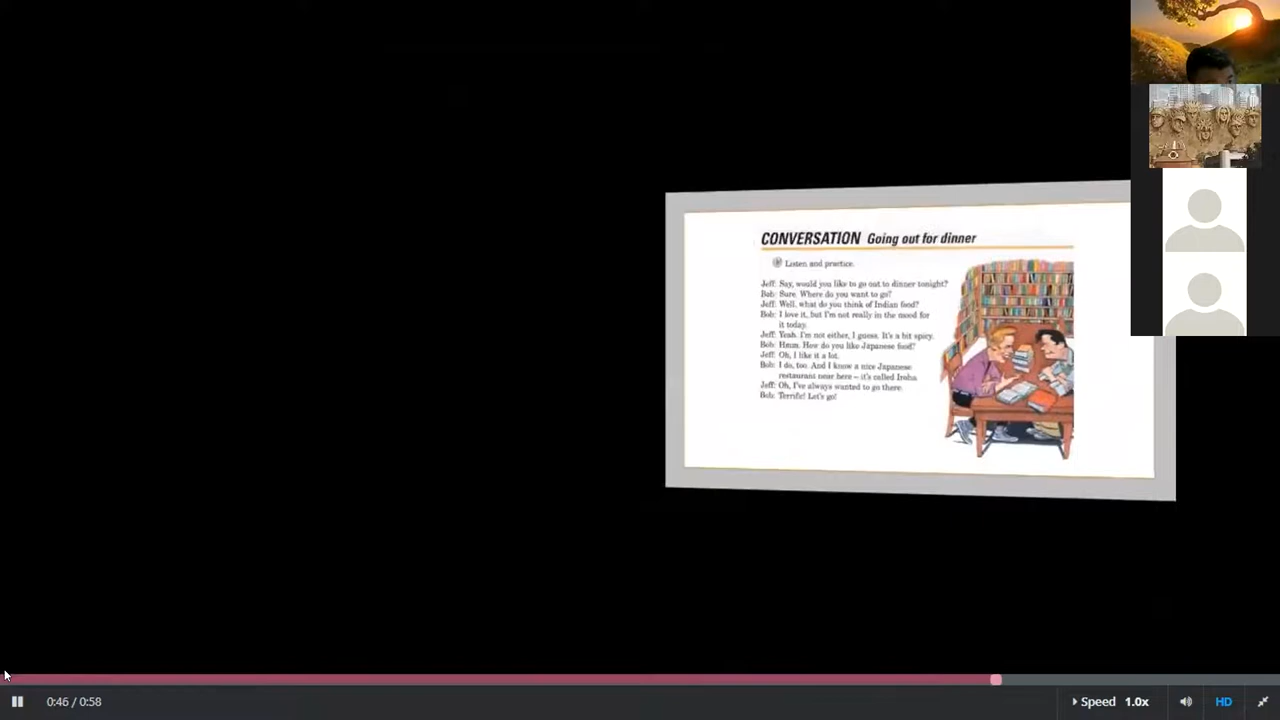 CONVERSATION Going out for dinner
Listen and practice.
Jeff: Say, would you like to go out to dinner tonight?
Bob: Sure. Where do you want to go?
Jeff: Well, what do you think of Indian food?
Bob: I love it, but I'm not really in the mood for
it today.
Jeff: Yeah. I'm not either, I guess. It's a bit spicy.
Bob: Hmm. How do you like Japanese food?
Jeff: Oh, I like it a lot.
Bob: I do, too. And I know a nice Japanese
restaurant near here – it's called Iroha.
Jeff: Oh, I've always wanted to go there.
Bob: Terrific! Let's go!
0:46 / 0:58
Speed 1.0x
HD